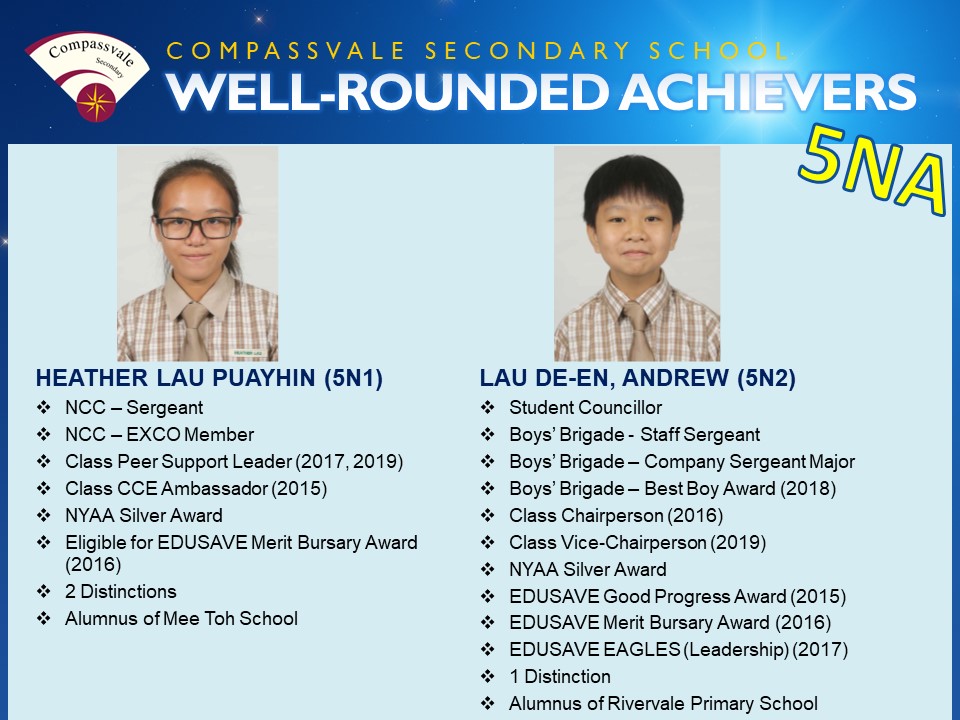 Compassvale
Secondary
COMPASSVALE SECONDARY SCHOOL
WELL-ROUNDED ACHIEVERS
5NA
HEATHER LAU
HEATHER LAU PUAYHIN (5N1)
❖ NCC – Sergeant
❖ NCC – EXCO Member
❖ Class Peer Support Leader (2017, 2019)
❖ Class CCE Ambassador (2015)
❖ NYAA Silver Award
❖ Eligible for EDUSAVE Merit Bursary Award
(2016)
❖ 2 Distinctions
❖ Alumnus of Mee Toh School
LAU DE-EN, ANDREW (5N2)
❖ Student Councillor
❖ Boys’ Brigade - Staff Sergeant
❖ Boys’ Brigade – Company Sergeant Major
❖ Boys’ Brigade – Best Boy Award (2018)
❖ Class Chairperson (2016)
❖ Class Vice-Chairperson (2019)
❖ NYAA Silver Award
❖ EDUSAVE Good Progress Award (2015)
❖ EDUSAVE Merit Bursary Award (2016)
❖ EDUSAVE EAGLES (Leadership) (2017)
❖ 1 Distinction
❖ Alumnus of Rivervale Primary School